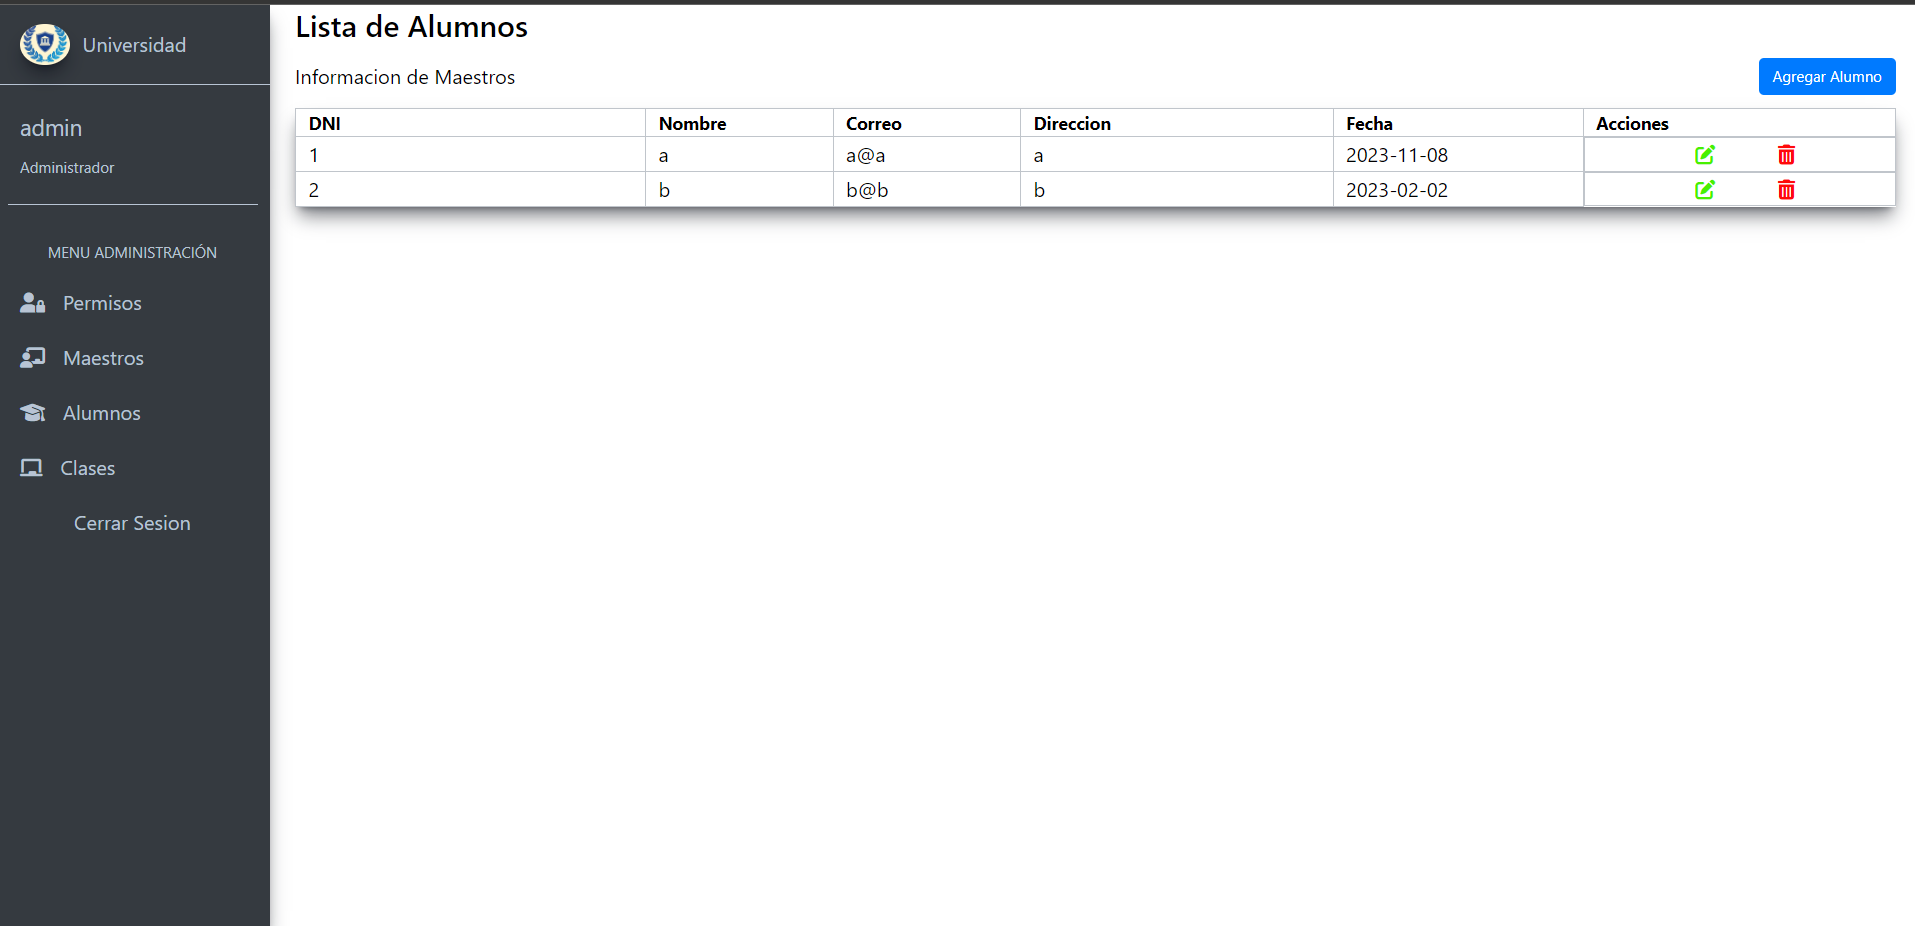 Universidad
admin
Administrador
MENU ADMINISTRACIÓN
Permisos
Maestros
Alumnos
Clases
Cerrar Sesion
Lista de Alumnos
Informacion de Maestros
Agregar Alumno
DNI Nombre Correo Direccion Fecha Acciones
1 a a@a a 2023-11-08
2 b b@b b 2023-02-02